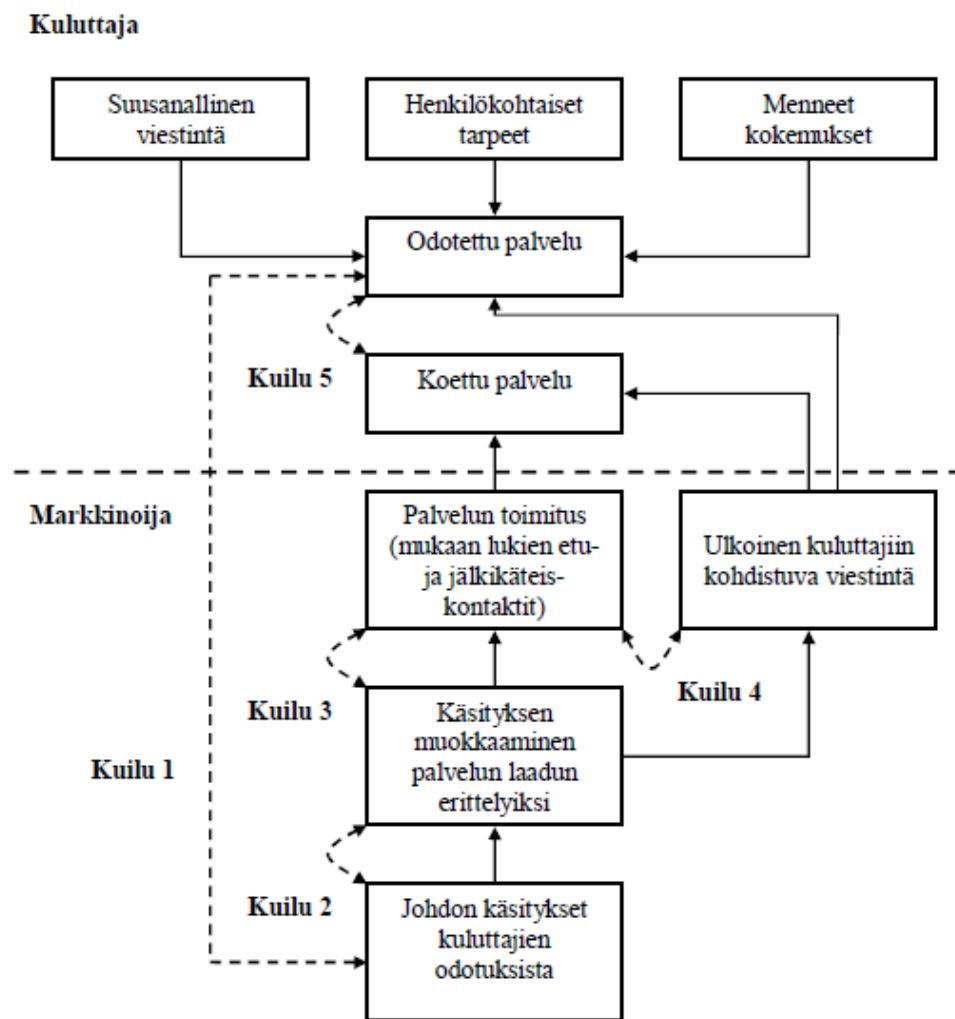 Kuluttaja
Suusanallinen
viestintä
Henkilökohtaiset
tarpeet
Menneet
kokemukset
Odotettu palvelu
Kuilu 5
Koettu palvelu
Markkinoija
Palvelun toimitus
(mukaan lukien etu-
ja jälkikäteis-
kontaktit)
Ulkoinen kuluttajiin
kohdistuva viestintä
Kuilu 4
Kuilu 3
Käsityksen
muokkaaminen
palvelun laadun
erittelyiksi
Kuilu 1
Kuilu 2
Johdon käsitykset
kuluttajien
odotuksista